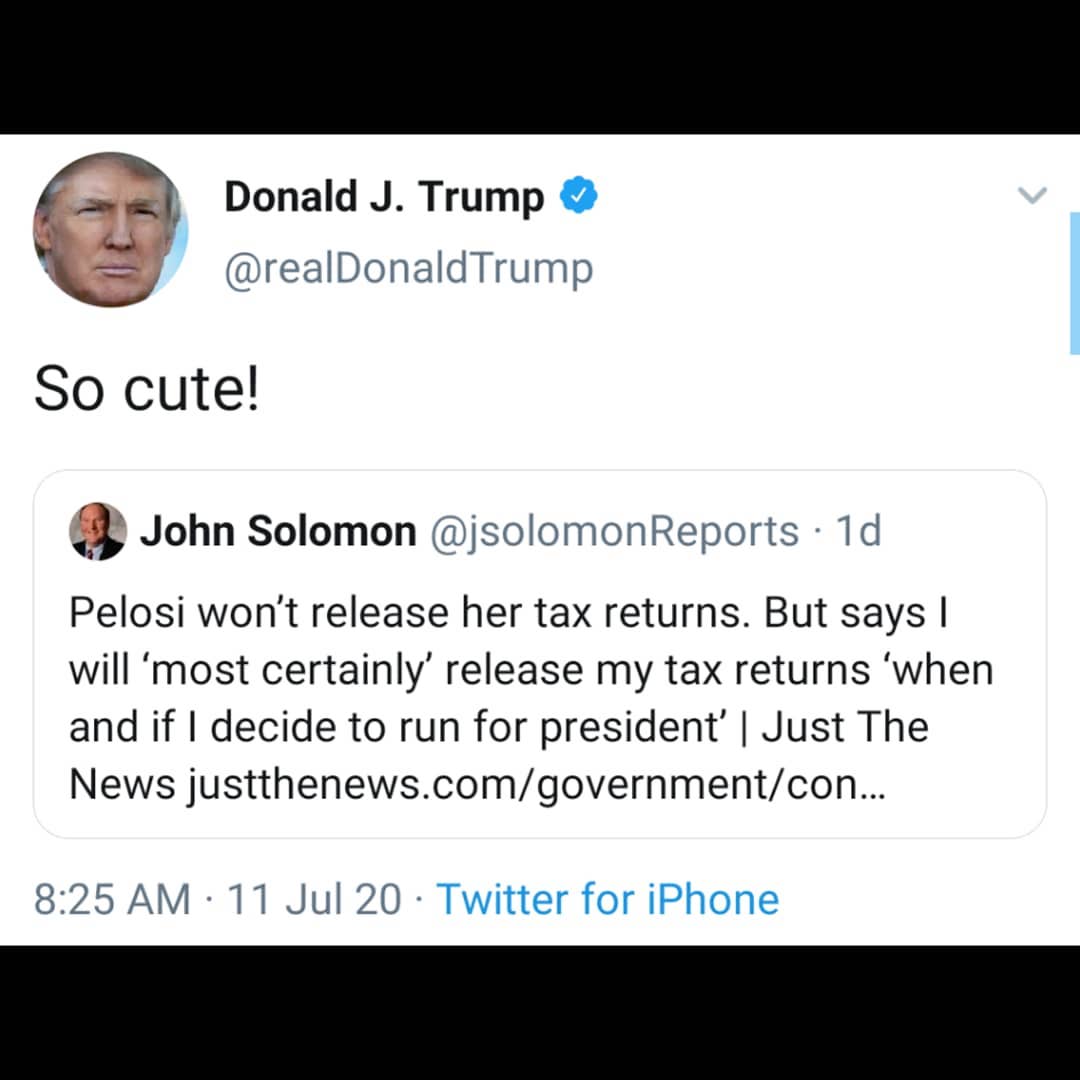 Donald J. Trump
@realDonaldTrump
So cute!
John Solomon @jsolomonReports · 1d
Pelosi won’t release her tax returns. But says I
will ‘most certainly’ release my tax returns ‘when
and if I decide to run for president’ | Just The
News justthenews.com/government/con…
8:25 AM · 11 Jul 20 · Twitter for iPhone